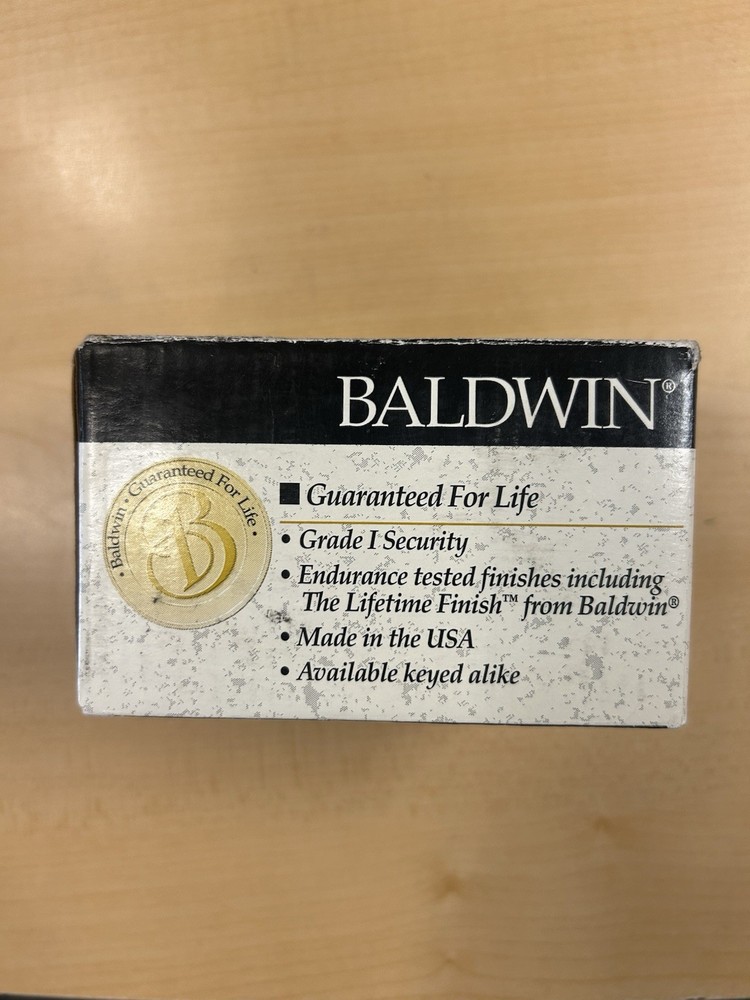 BALDWIN®
• Baldwin • Guaranteed For Life •
B
■ Guaranteed For Life
• Grade I Security
• Endurance tested finishes including
The Lifetime Finish™ from Baldwin®
• Made in the USA
• Available keyed alike